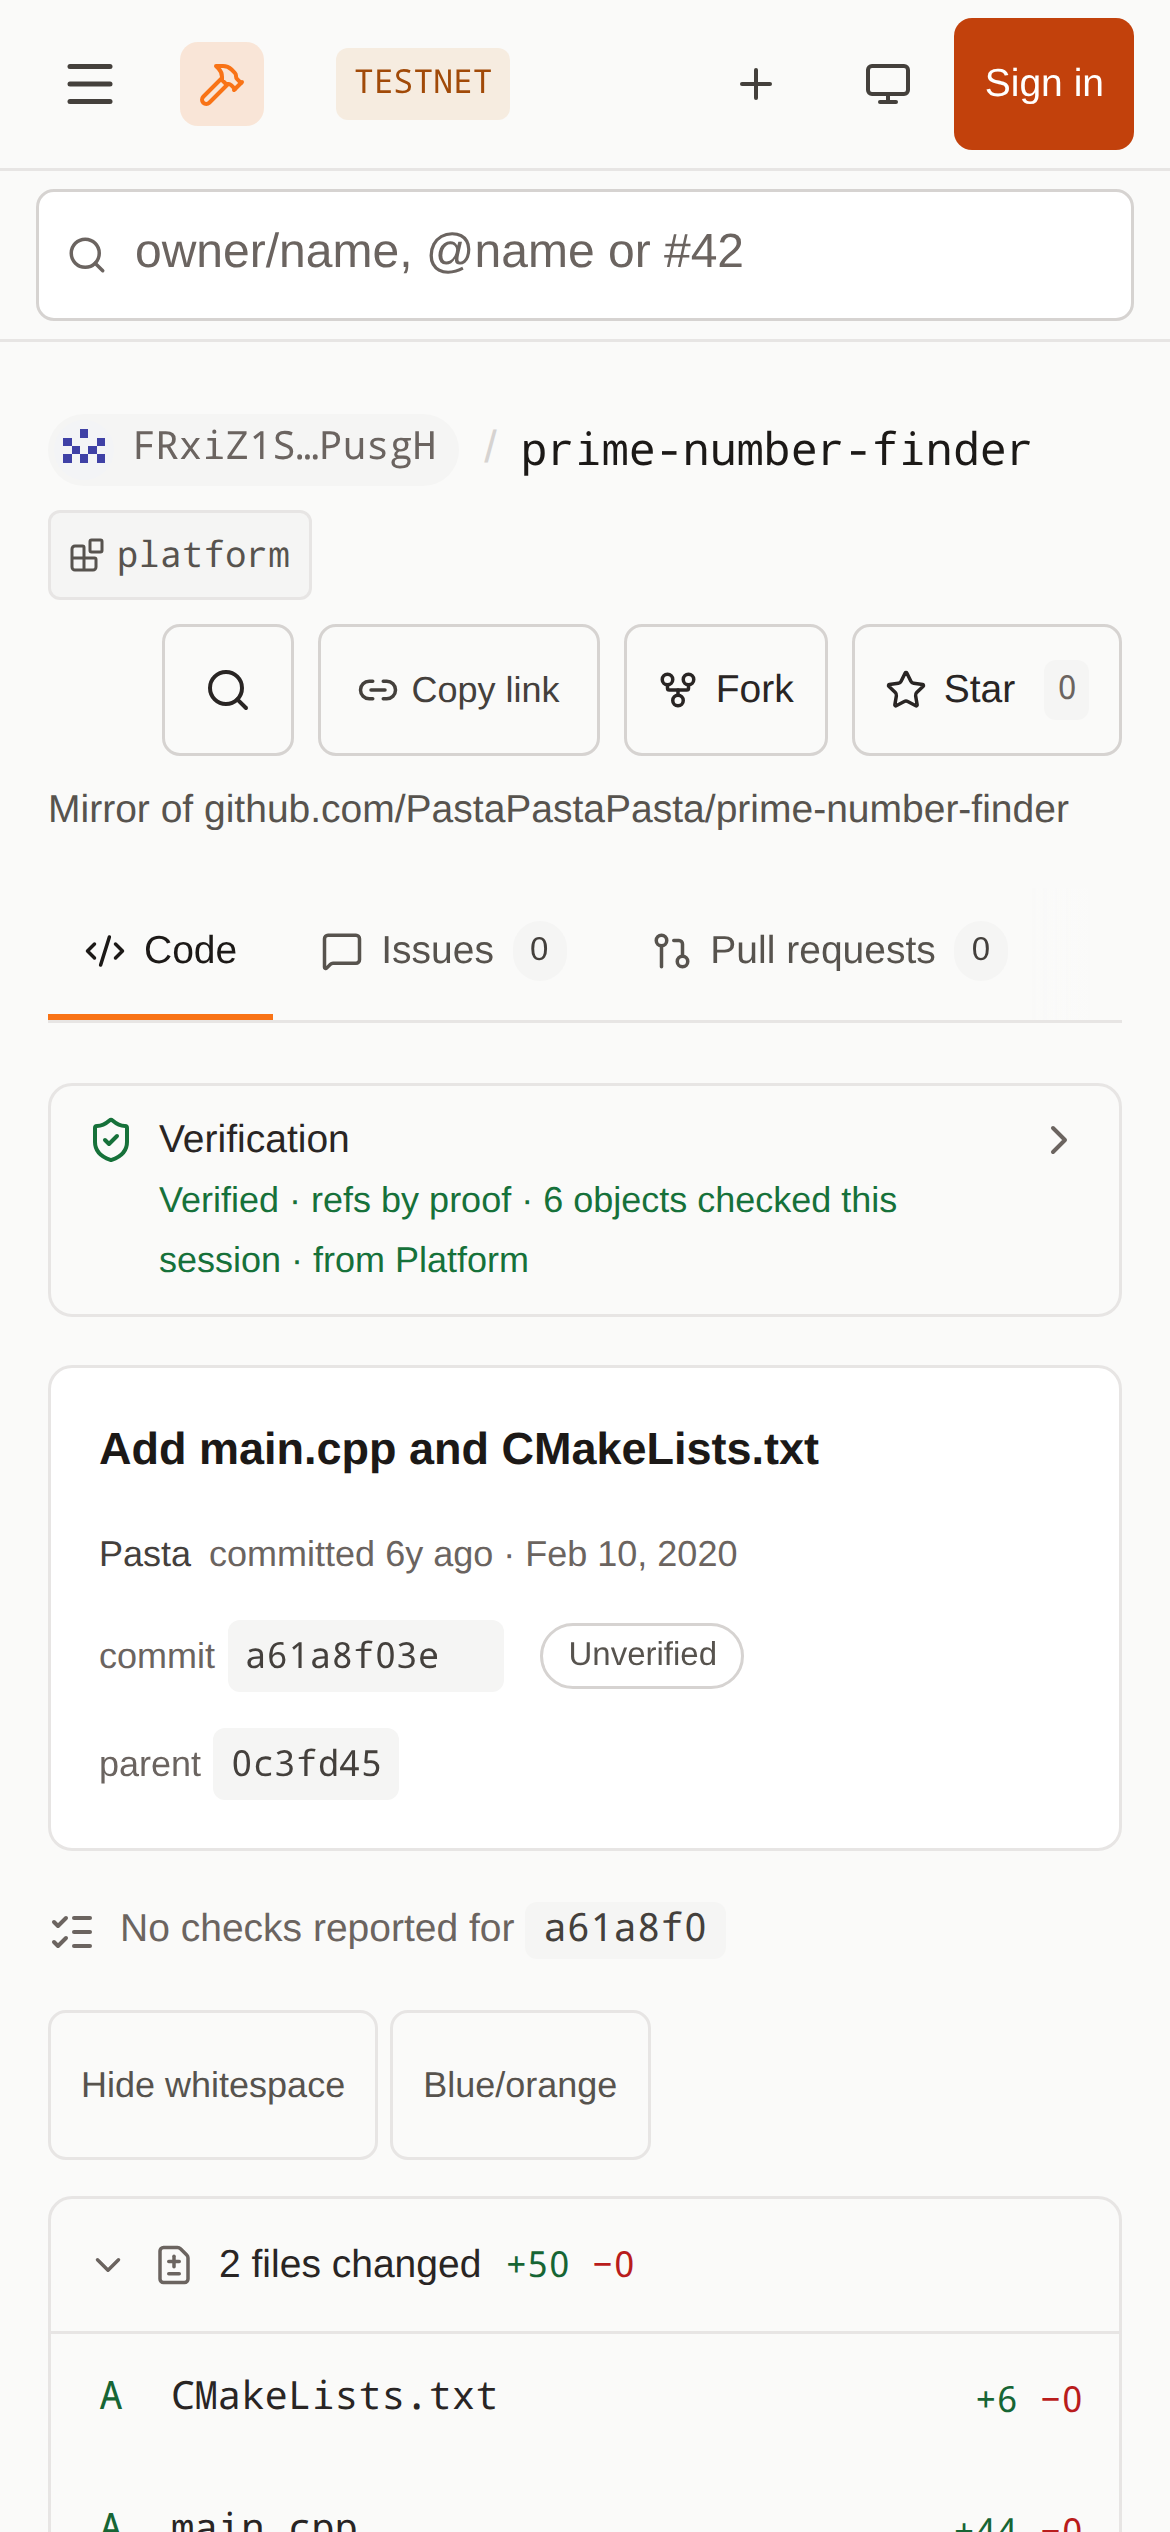 TESTNET
Sign in
owner/name, @name or #42
FRxiZ1S…PusgH / prime-number-finder
platform
Copy link Fork Star 0
Mirror of github.com/PastaPastaPasta/prime-number-finder
Code Issues 0 Pull requests 0
Verification
Verified · refs by proof · 6 objects checked this
session · from Platform
Add main.cpp and CMakeLists.txt
Pasta committed 6y ago · Feb 10, 2020
commit a61a8f03e Unverified
parent 0c3fd45
No checks reported for a61a8f0
Hide whitespace Blue/orange
2 files changed +50 −0
A CMakeLists.txt +6 −0
A main.cpp +44 −0